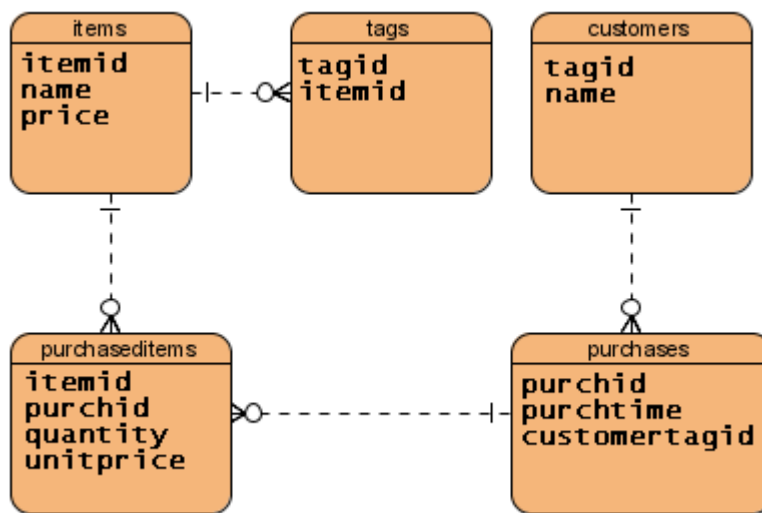 items
itemid
name
price
tags
tagid
itemid
customers
tagid
name
purchaseditems
itemid
purchid
quantity
unitprice
purchases
purchid
purchtime
customertagid